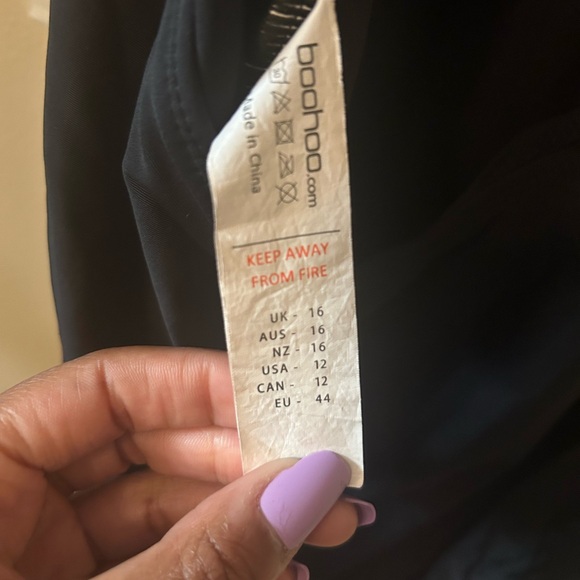 boohoo.com
Made in China
KEEP AWAY
FROM FIRE
UK - 16
AUS - 16
NZ - 16
USA - 12
CAN - 12
EU - 44